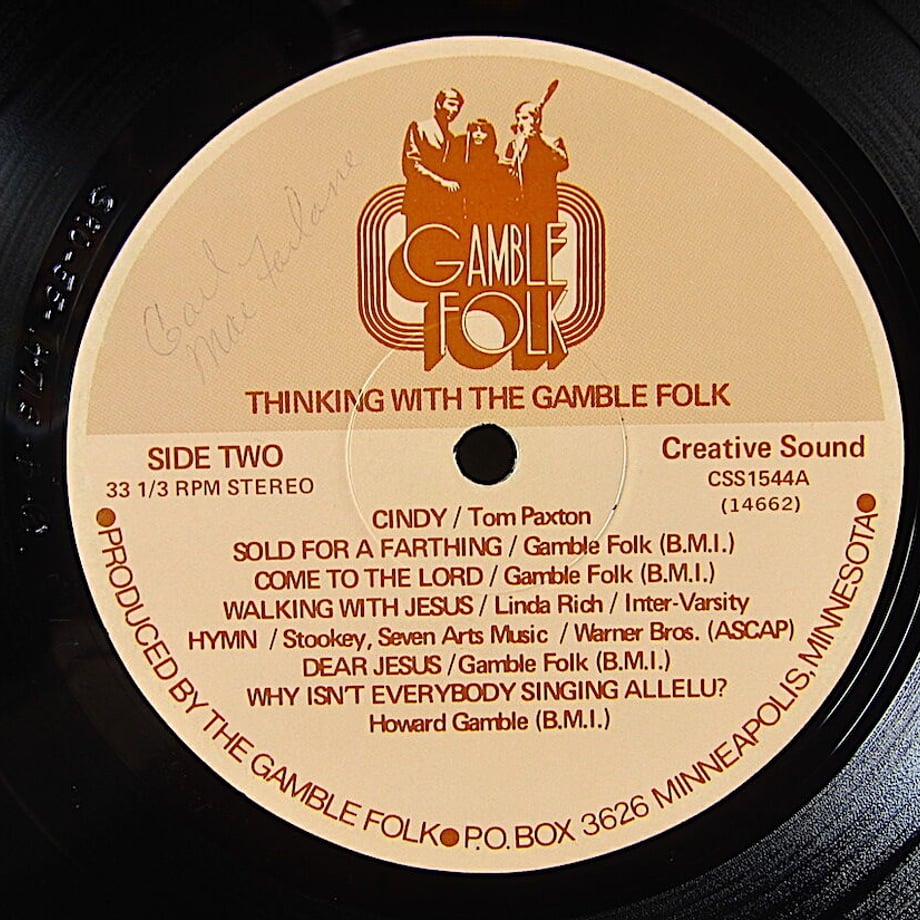 Gail
Mac Farlane
GAMBLE
FOLK
THINKING WITH THE GAMBLE FOLK
SIDE TWO
33 1/3 RPM STEREO
Creative Sound
CSS1544A
(14662)
CINDY / Tom Paxton
SOLD FOR A FARTHING / Gamble Folk (B.M.I.)
COME TO THE LORD / Gamble Folk (B.M.I.)
WALKING WITH JESUS / Linda Rich / Inter-Varsity
HYMN / Stookey, Seven Arts Music / Warner Bros. (ASCAP)
DEAR JESUS / Gamble Folk (B.M.I.)
WHY ISN'T EVERYBODY SINGING ALLELU?
Howard Gamble (B.M.I.)
●PRODUCED BY THE GAMBLE FOLK●P.O. BOX 3626 MINNEAPOLIS, MINNESOTA●